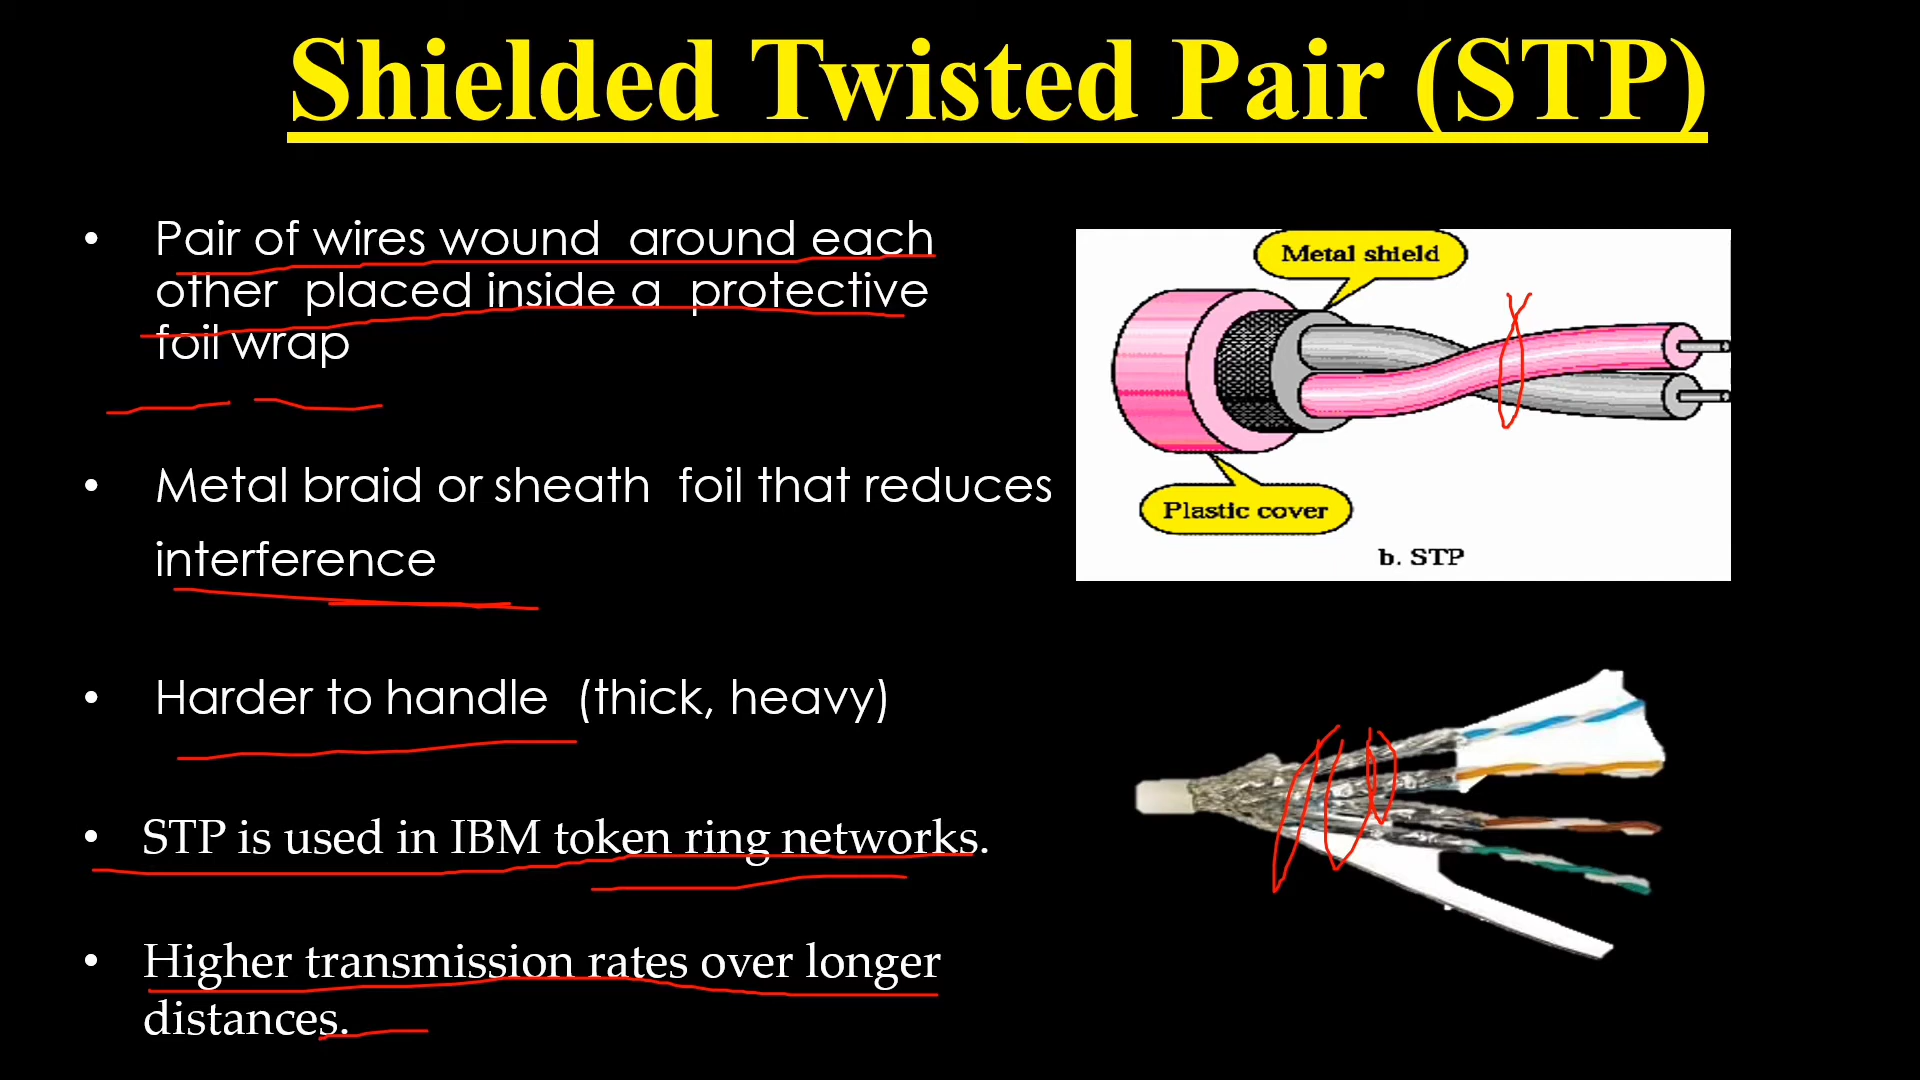 Shielded Twisted Pair (STP)
• Pair of wires wound around each
other placed inside a protective
foil wrap
• Metal braid or sheath foil that reduces
interference
• Harder to handle (thick, heavy)
• STP is used in IBM token ring networks.
• Higher transmission rates over longer
distances.
Metal shield
Plastic cover
b. STP